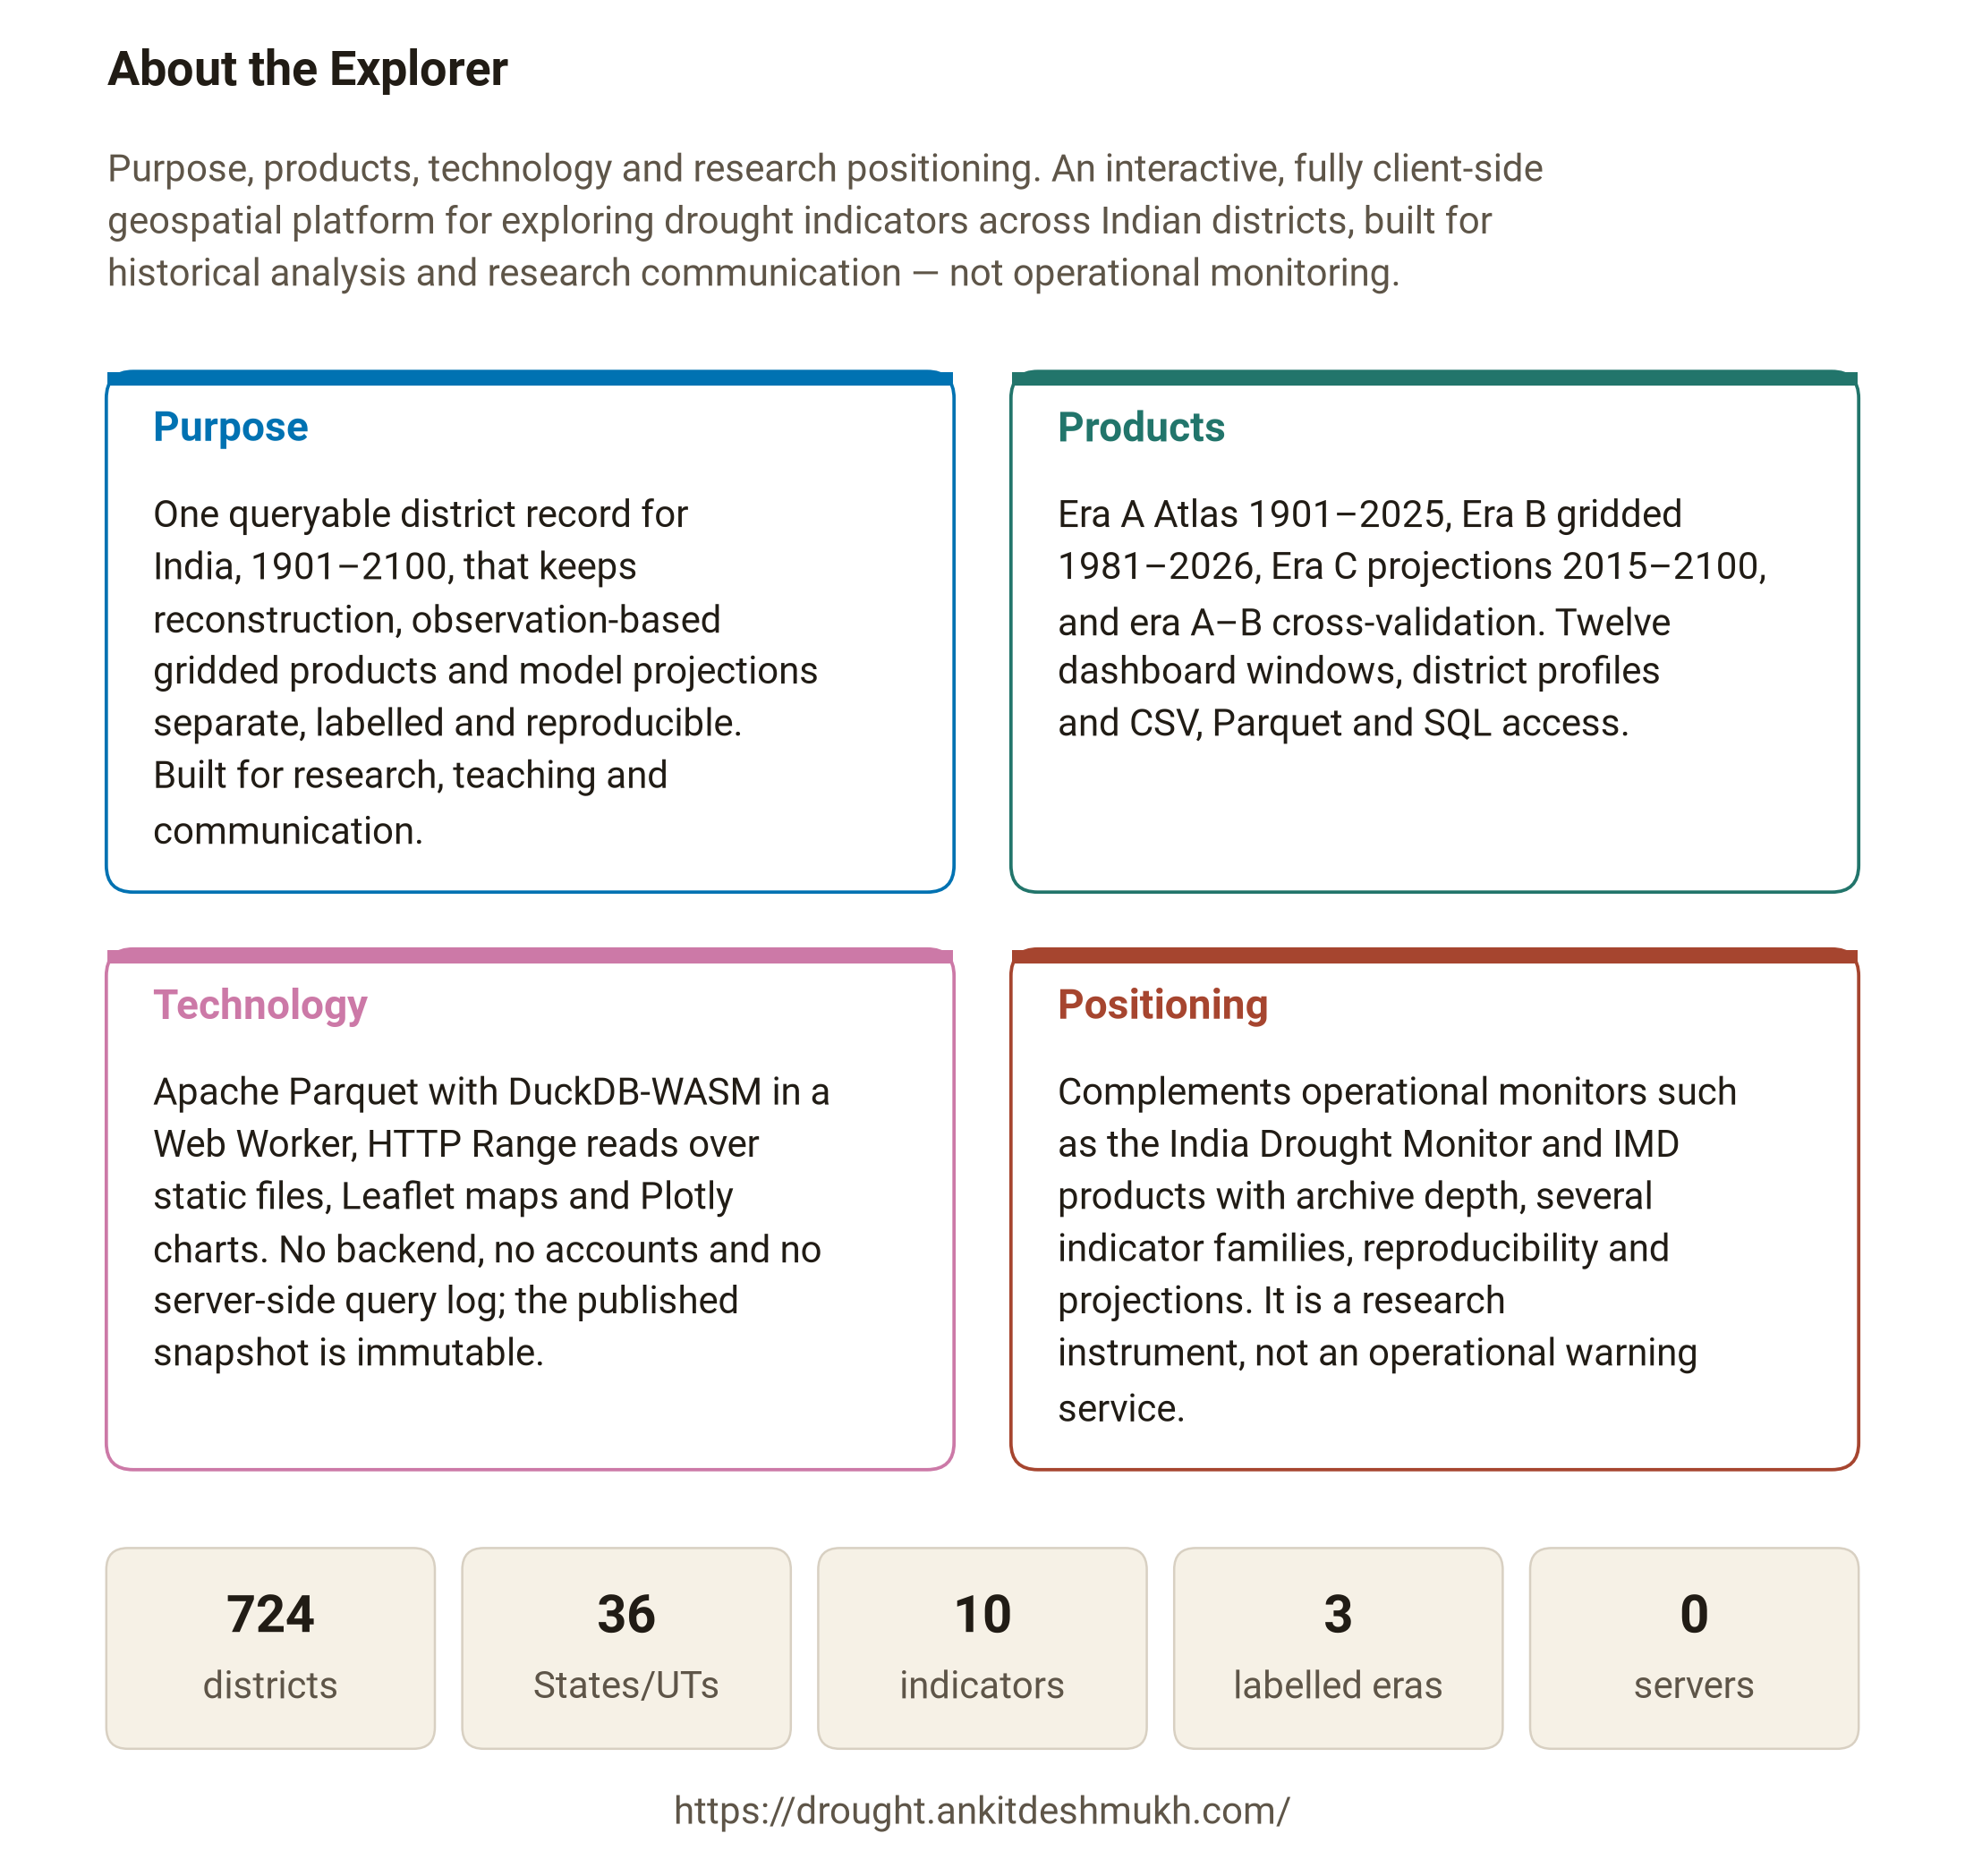 About the Explorer
Purpose, products, technology and research positioning. An interactive, fully client-side
geospatial platform for exploring drought indicators across Indian districts, built for
historical analysis and research communication — not operational monitoring.
Purpose
One queryable district record for
India, 1901–2100, that keeps
reconstruction, observation-based
gridded products and model projections
separate, labelled and reproducible.
Built for research, teaching and
communication.
Products
Era A Atlas 1901–2025, Era B gridded
1981–2026, Era C projections 2015–2100,
and era A–B cross-validation. Twelve
dashboard windows, district profiles
and CSV, Parquet and SQL access.
Technology
Apache Parquet with DuckDB-WASM in a
Web Worker, HTTP Range reads over
static files, Leaflet maps and Plotly
charts. No backend, no accounts and no
server-side query log; the published
snapshot is immutable.
Positioning
Complements operational monitors such
as the India Drought Monitor and IMD
products with archive depth, several
indicator families, reproducibility and
projections. It is a research
instrument, not an operational warning
service.
724
districts
36
States/UTs
10
indicators
3
labelled eras
0
servers
https://drought.ankitdeshmukh.com/